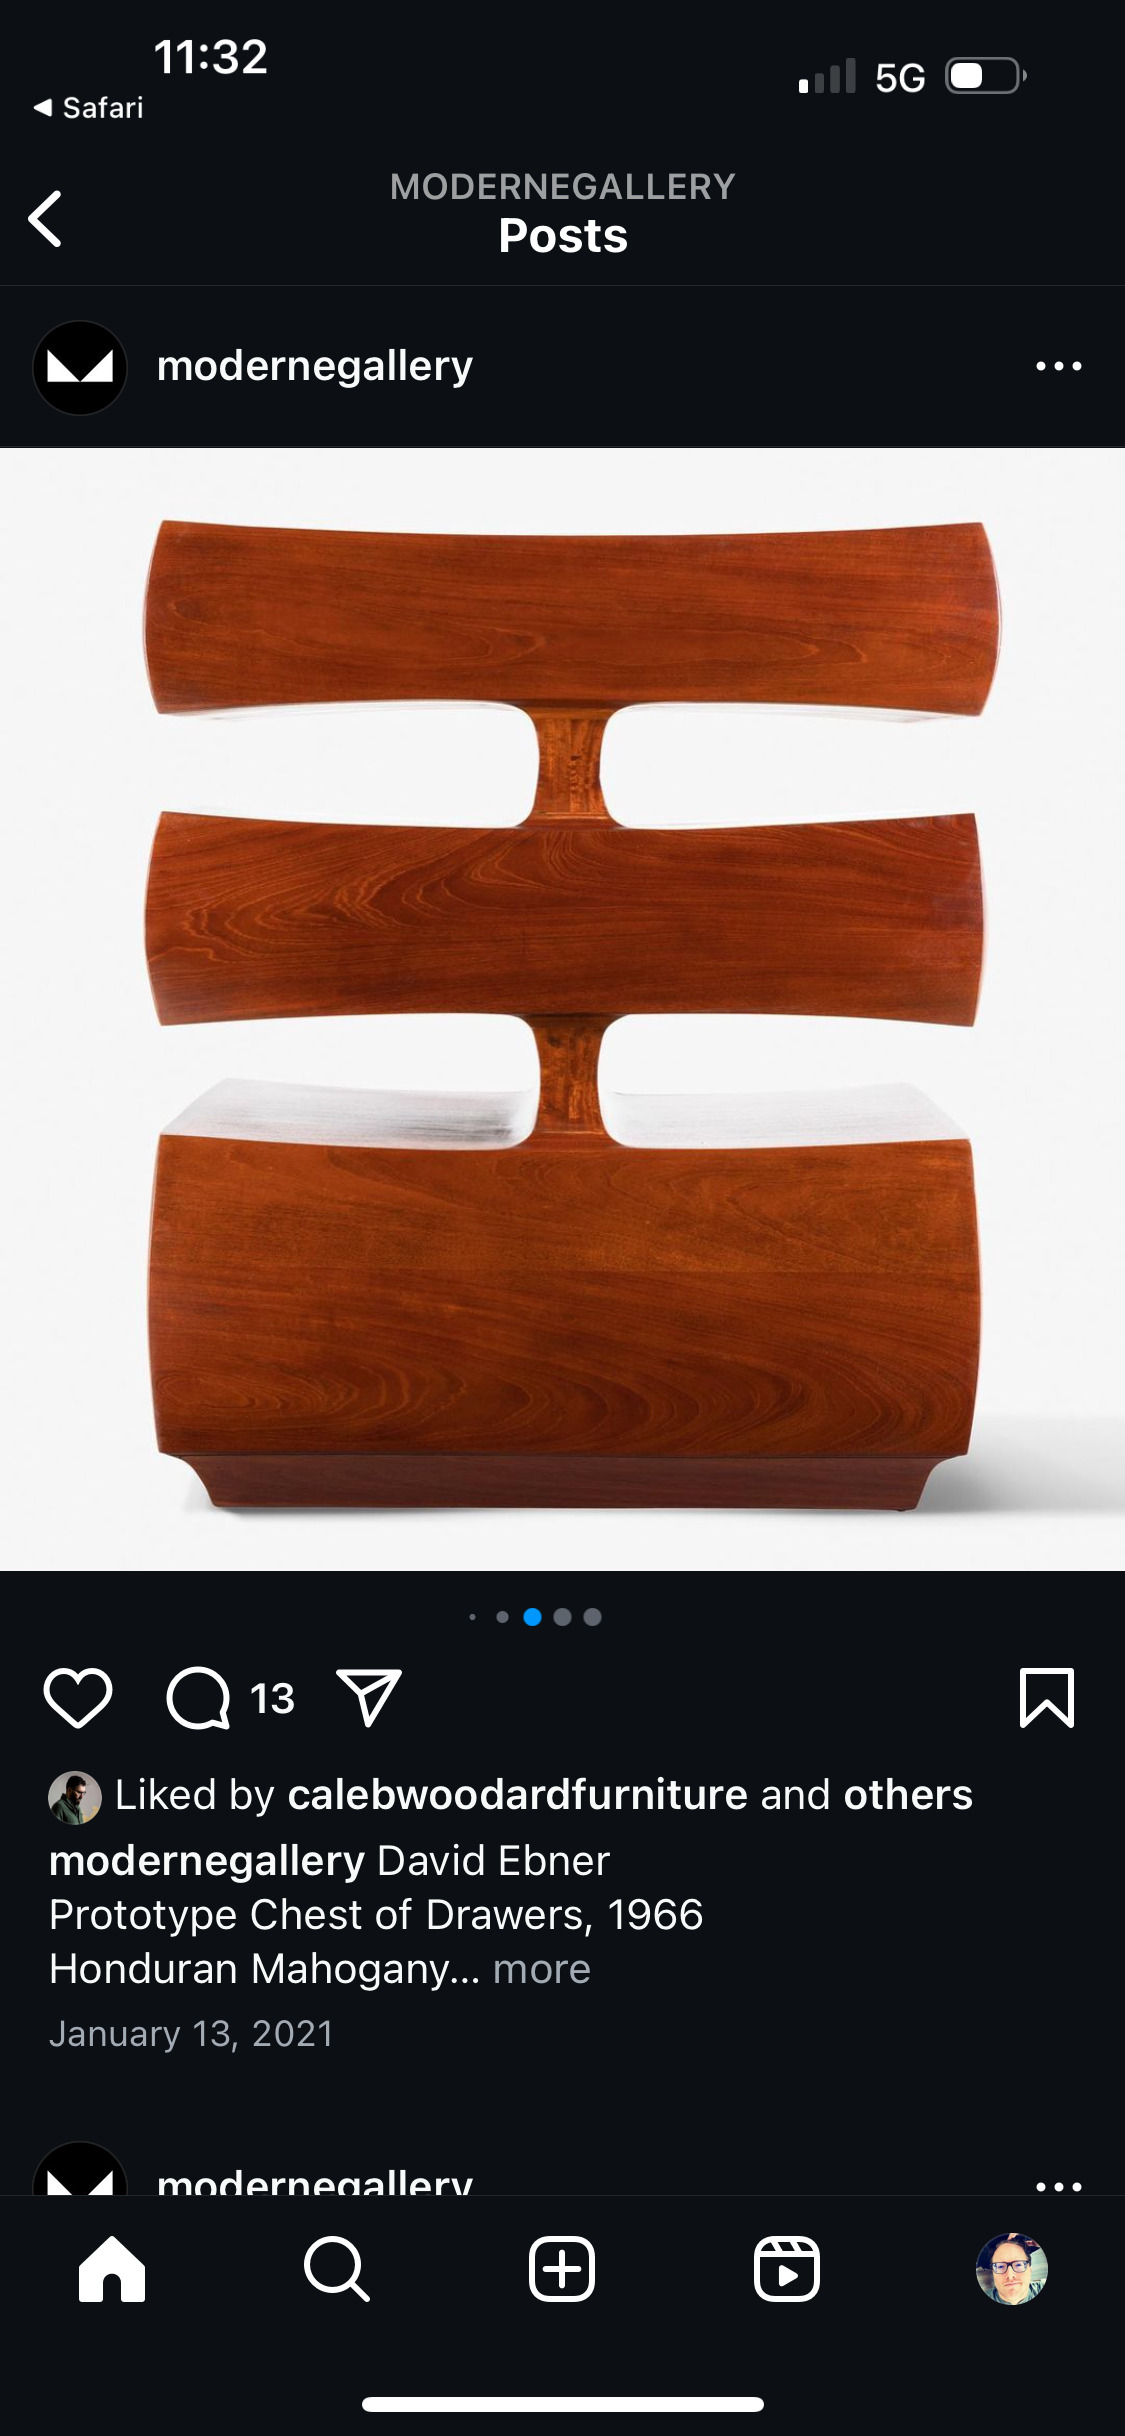 11:32
5G
◀ Safari
MODERNEGALLERY
Posts
modernegallery
13
Liked by calebwoodardfurniture and others
modernegallery David Ebner
Prototype Chest of Drawers, 1966
Honduran Mahogany... more
January 13, 2021
modernegallery